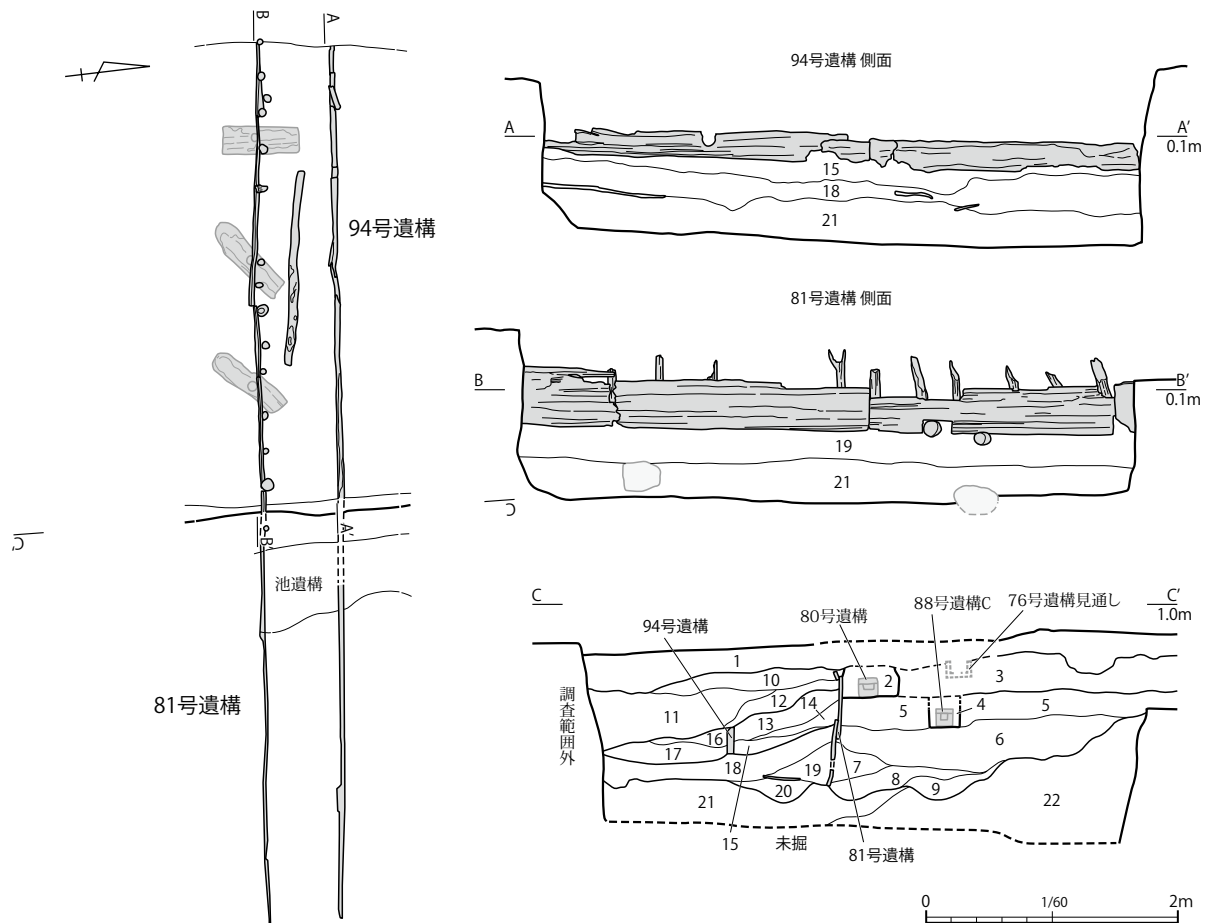 B
A
94号遺構
C'
B'
A'
池遺構
81号遺構
94号遺構 側面
A
A'
0.1m
15
18
21
81号遺構 側面
B
B'
0.1m
19
21
C
C
C'
1.0m
94号遺構
80号遺構
88号遺構C
76号遺構見通し
調査範囲外
1
2
3
10
12
14
5
4
5
11
13
16
6
17
18
19
7
8
9
20
21
22
15
未掘
81号遺構
0
1/60
2m